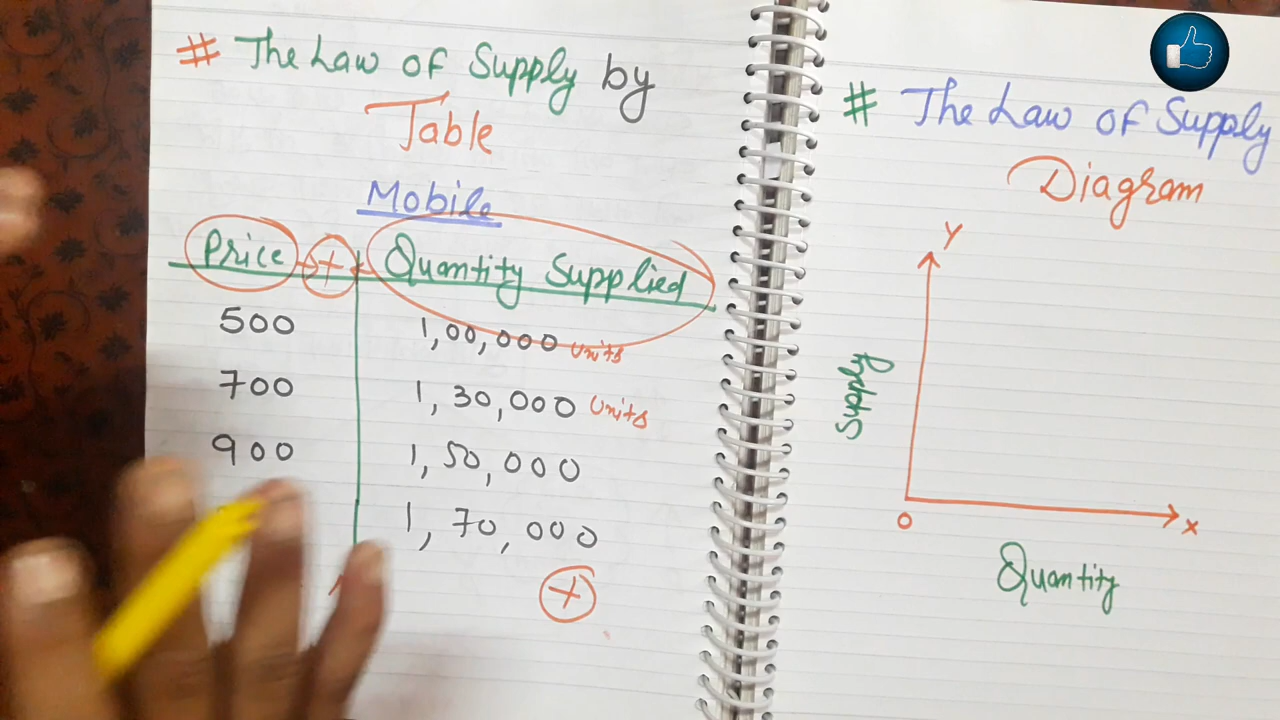 # The Law of Supply by
Table
Mobile
Price + Quantity Supplied
500 1,00,000 Units
700 1,30,000 Units
900 1,50,000
1,70,000
+
# The Law of Supply
Diagram
Y
Supply
O
X
Quantity